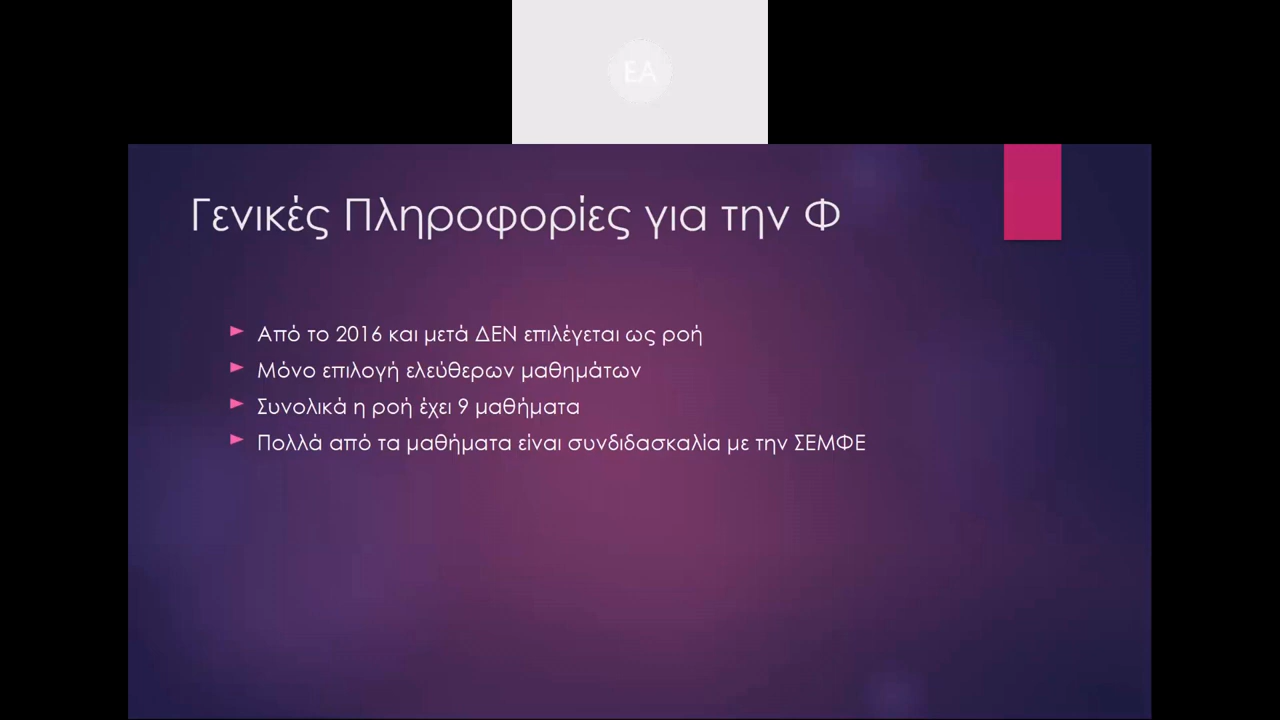 EA
Γενικές Πληροφορίες για την Φ
Από το 2016 και μετά ΔΕΝ επιλέγεται ως ροή
Μόνο επιλογή ελεύθερων μαθημάτων
Συνολικά η ροή έχει 9 μαθήματα
Πολλά από τα μαθήματα είναι συνδιδασκαλία με την ΣΕΜΦΕ